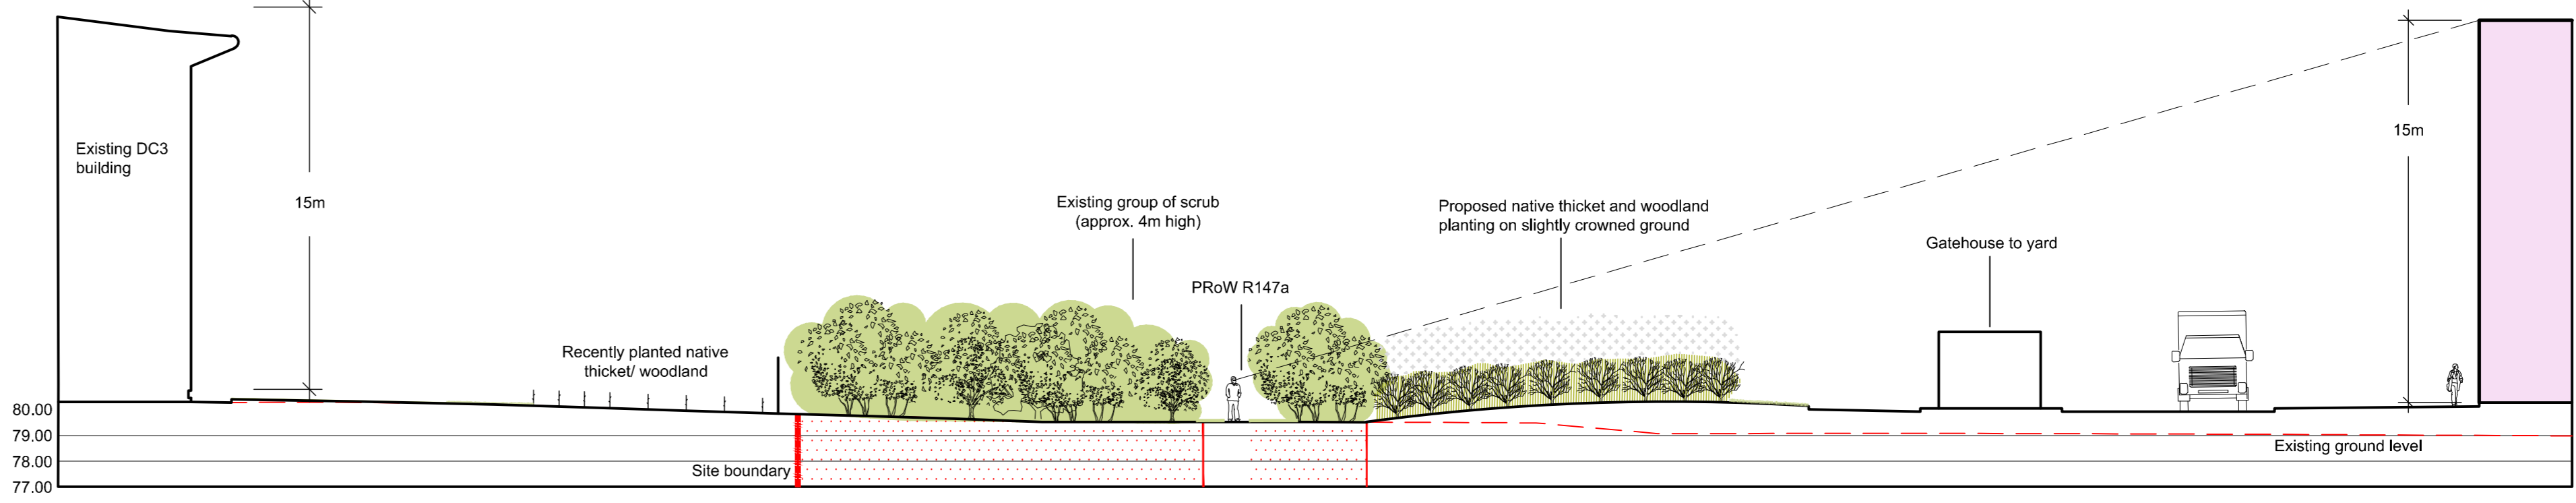 Existing DC3
building
15m
Recently planted native
thicket/ woodland
Existing group of scrub
(approx. 4m high)
PRoW R147a
Proposed native thicket and woodland
planting on slightly crowned ground
Gatehouse to yard
15m
80.00
79.00
78.00
77.00
Site boundary
Existing ground level